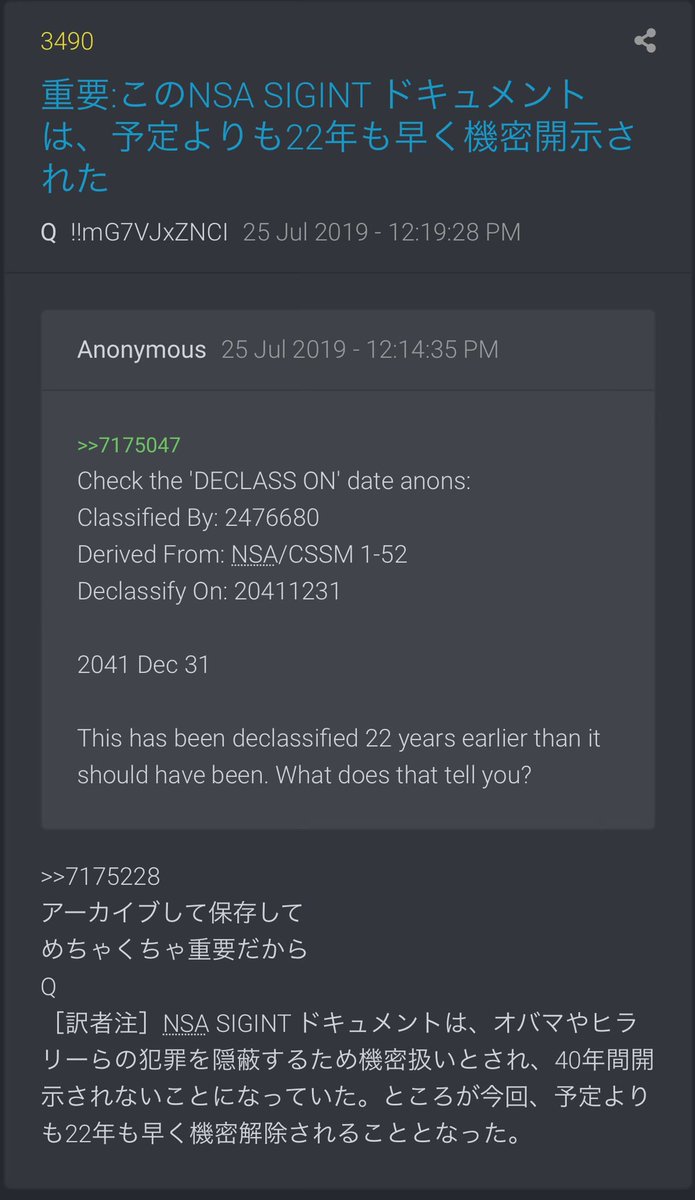 3490
重要:このNSA SIGINT ドキュメント
は、予定よりも22年も早く機密開示さ
れた
Q !!mG7VJxZNCI 25 Jul 2019 - 12:19:28 PM
Anonymous 25 Jul 2019 - 12:14:35 PM
>>7175047
Check the 'DECLASS ON' date anons:
Classified By: 2476680
Derived From: NSA/CSSM 1-52
Declassify On: 20411231
2041 Dec 31
This has been declassified 22 years earlier than it
should have been. What does that tell you?
>>7175228
アーカイブして保存して
めちゃくちゃ重要だから
Q
［訳者注］NSA SIGINT ドキュメントは、オバマやヒラ
リーらの犯罪を隠蔽するため機密扱いとされ、40年間開
示されないことになっていた。ところが今回、予定より
も22年も早く機密解除されることとなった。